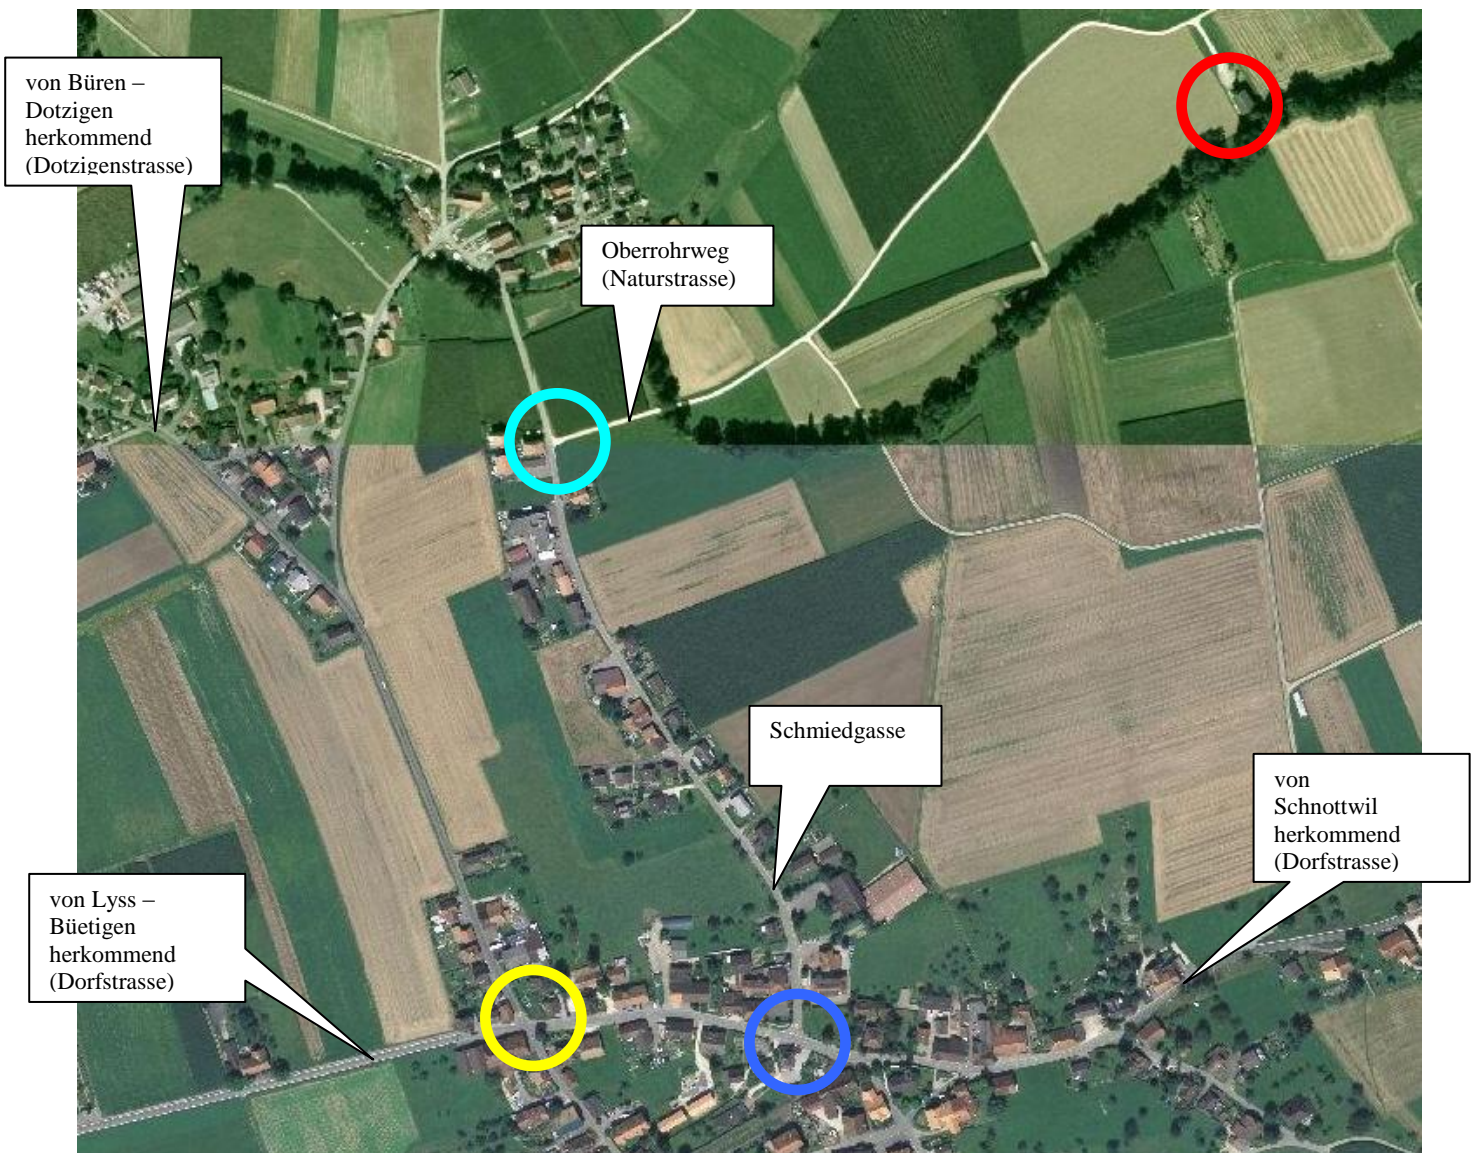 von Büren –
Dotzigen
herkommend
(Dotzigenstrasse)
Oberrohrweg
(Naturstrasse)
Schmiedgasse
von
Schnottwil
herkommend
(Dorfstrasse)
von Lyss –
Büetigen
herkommend
(Dorfstrasse)